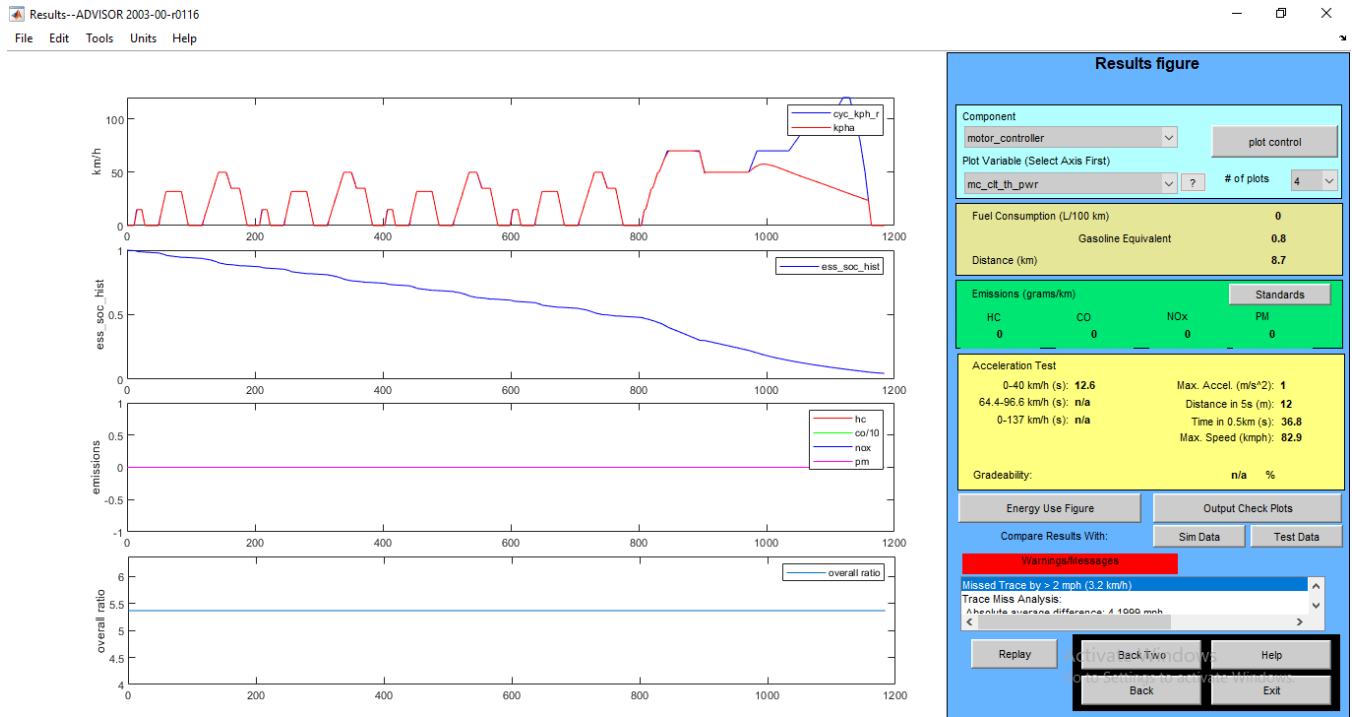 Results--ADVISOR 2003-00-r0116
File Edit Tools Units Help
km/h
100
50
0
0 200 400 600 800 1000 1200
cyc_kph_r
kpha
ess_soc_hist
1
0.5
0
0 200 400 600 800 1000 1200
ess_soc_hist
emissions
1
0.5
0
-0.5
-1
0 200 400 600 800 1000 1200
hc
co/10
nox
pm
overall ratio
6
5.5
5
4.5
4
0 200 400 600 800 1000 1200
overall ratio
Results figure
Component
motor_controller
plot control
Plot Variable (Select Axis First)
mc_clt_th_pwr ? # of plots 4
Fuel Consumption (L/100 km) 0
Gasoline Equivalent 0.8
Distance (km) 8.7
Emissions (grams/km) Standards
HC CO NOx PM
0 0 0 0
Acceleration Test
0-40 km/h (s): 12.6 Max. Accel. (m/s^2): 1
64.4-96.6 km/h (s): n/a Distance in 5s (m): 12
0-137 km/h (s): n/a Time in 0.5km (s): 36.8
Max. Speed (kmph): 82.9
Gradeability: n/a %
Energy Use Figure Output Check Plots
Compare Results With: Sim Data Test Data
Warnings/Messages
Missed Trace by > 2 mph (3.2 km/h)
Trace Miss Analysis:
Absolute average difference: 4.1999 mph
Replay Back Two Help
Back Exit
Activate Windows
Go to Settings to activate Windows.